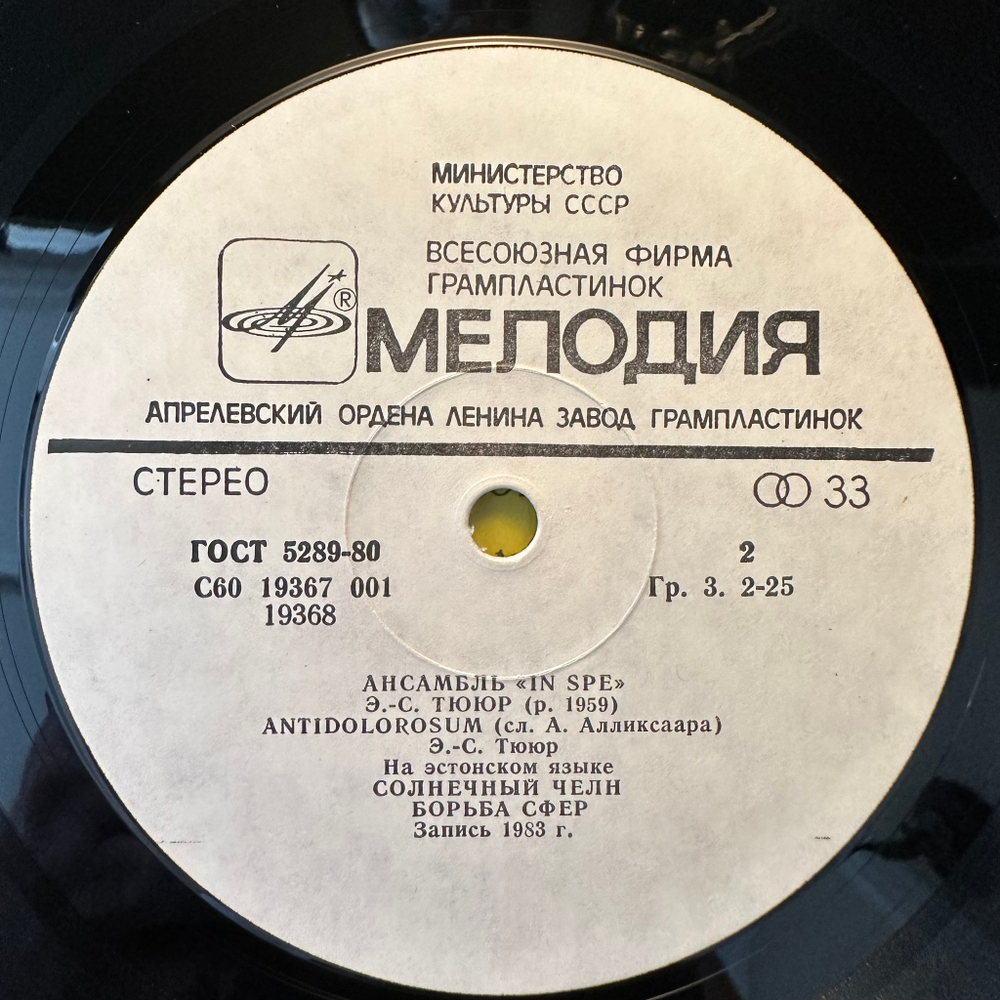 МИНИСТЕРСТВО
КУЛЬТУРЫ СССР
ВСЕСОЮЗНАЯ ФИРМА
ГРАМПЛАСТИНОК
®
МЕЛОДИЯ
АПРЕЛЕВСКИЙ ОРДЕНА ЛЕНИНА ЗАВОД ГРАМПЛАСТИНОК
СТЕРЕО 33
ГОСТ 5289-80 2
С60 19367 001 Гр. 3. 2-25
19368
АНСАМБЛЬ «IN SPE»
Э.-С. ТЮЮР (р. 1959)
ANTIDOLOROSUM (сл. А. Алликсаара)
Э.-С. Тююр
На эстонском языке
СОЛНЕЧНЫЙ ЧЕЛН
БОРЬБА СФЕР
Запись 1983 г.